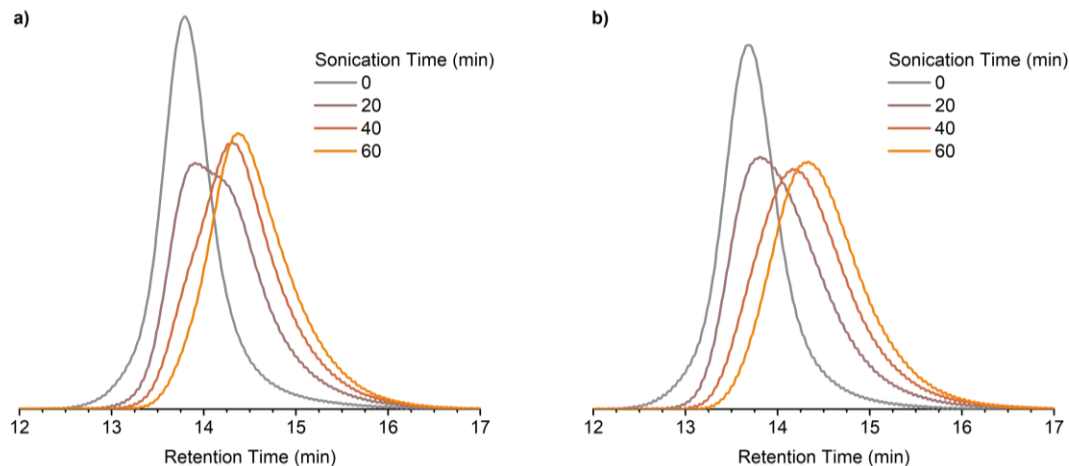 a)
Sonication Time (min)
0
20
40
60
12 13 14 15 16 17
Retention Time (min)
b)
Sonication Time (min)
0
20
40
60
12 13 14 15 16 17
Retention Time (min)